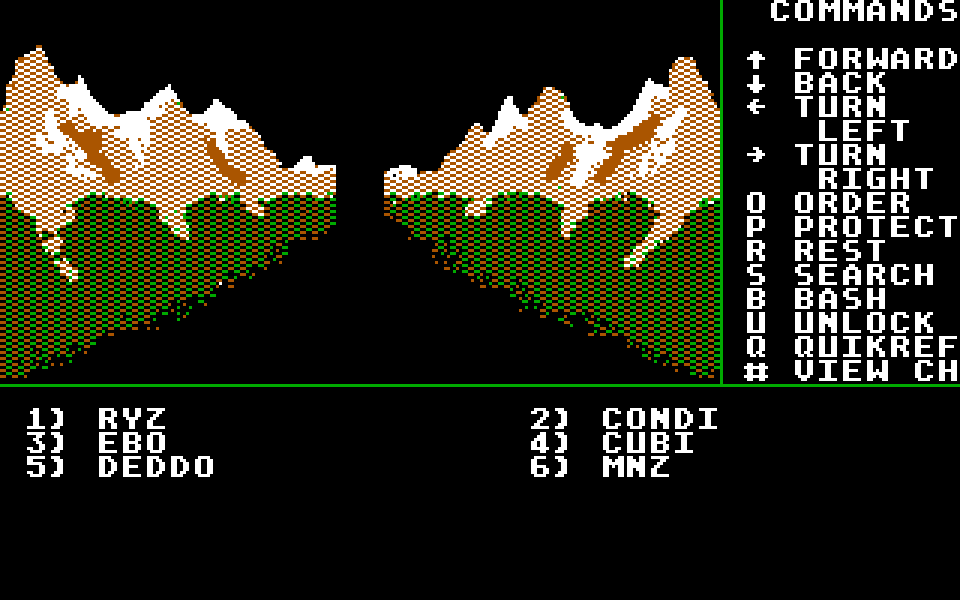 COMMANDS
↑ FORWARD
↓ BACK
← TURN
LEFT
→ TURN
RIGHT
O ORDER
P PROTECT
R REST
S SEARCH
B BASH
U UNLOCK
Q QUIKREF
# VIEW CH
1) RYZ 2) CONDI
3) EBO 4) CUBI
5) DEDDO 6) MNZ